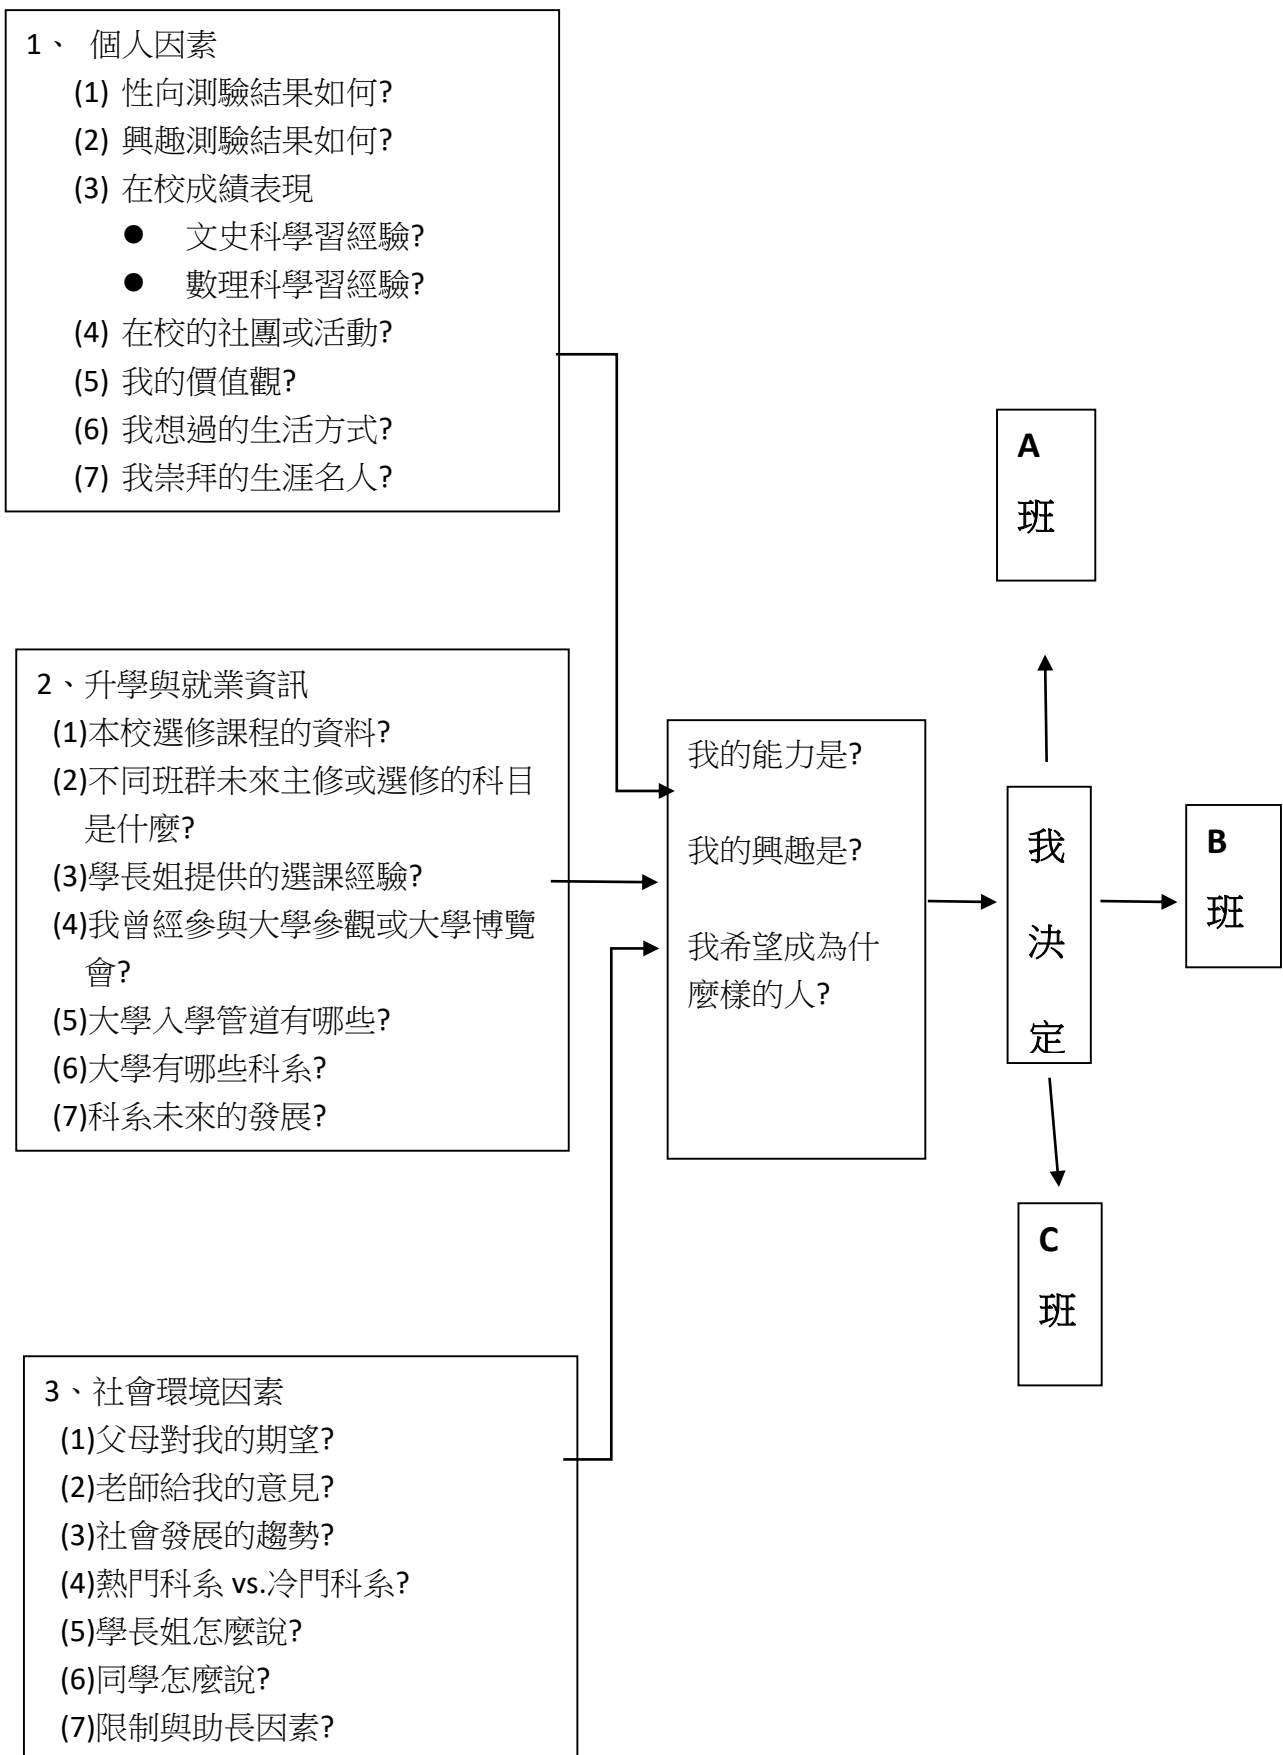 1、 個人因素
(1) 性向測驗結果如何?
(2) 興趣測驗結果如何?
(3) 在校成績表現
● 文史科學習經驗?
● 數理科學習經驗?
(4) 在校的社團或活動?
(5) 我的價值觀?
(6) 我想過的生活方式?
(7) 我崇拜的生涯名人?
2、升學與就業資訊
(1)本校選修課程的資料?
(2)不同班群未來主修或選修的科目
是什麼?
(3)學長姐提供的選課經驗?
(4)我曾經參與大學參觀或大學博覽
會?
(5)大學入學管道有哪些?
(6)大學有哪些科系?
(7)科系未來的發展?
3、社會環境因素
(1)父母對我的期望?
(2)老師給我的意見?
(3)社會發展的趨勢?
(4)熱門科系 vs.冷門科系?
(5)學長姐怎麼說?
(6)同學怎麼說?
(7)限制與助長因素?
我的能力是?
我的興趣是?
我希望成為什
麼樣的人?
我
決
定
A
班
B
班
C
班